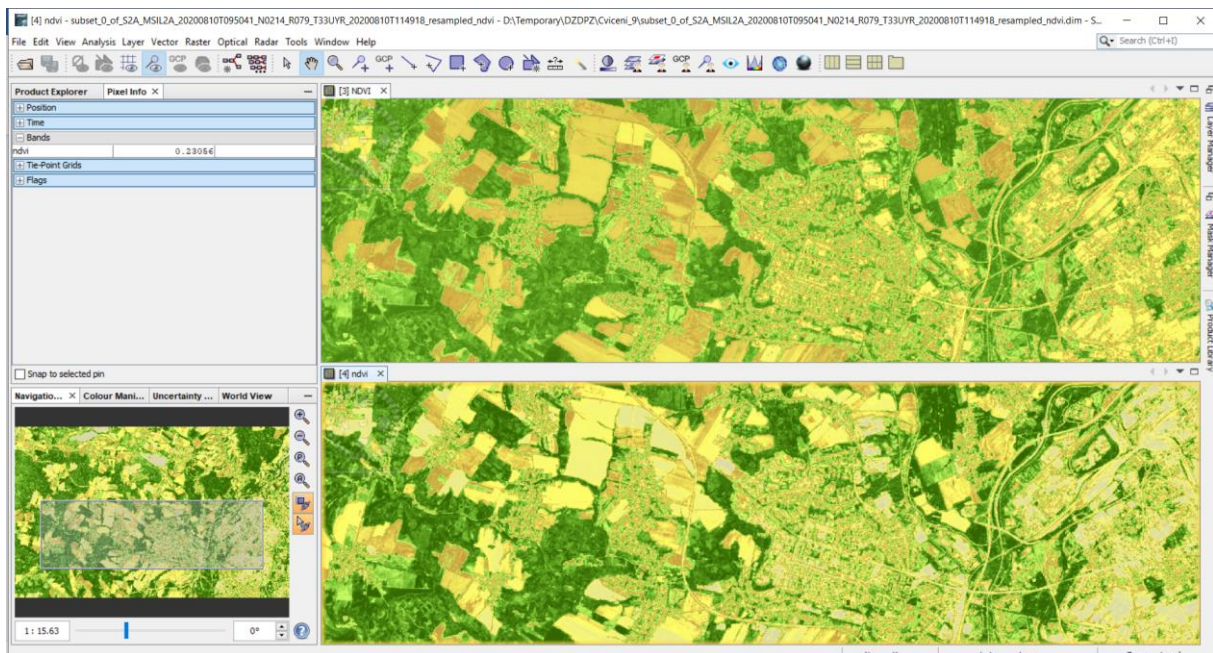 [4] ndvi - subset_0_of_S2A_MSIL2A_20200810T095041_N0214_R079_T33UYR_20200810T114918_resampled_ndvi - D:\Temporary\DZDPZ\Cviceni_9\subset_0_of_S2A_MSIL2A_20200810T095041_N0214_R079_T33UYR_20200810T114918_resampled_ndvi.dim - S...
File Edit View Analysis Layer Vector Raster Optical Radar Tools Window Help
Search (Ctrl+I)
GCP GCP GCP
Product Explorer Pixel Info
[3] NDVI
Position
Time
Bands
ndvi 0.23056
Tie-Point Grids
Flags
Layer Manager
Mask Manager
Product Library
Snap to selected pin
[4] ndvi
Navigatio... Colour Mani... Uncertainty ... World View
1 : 15.63 0°